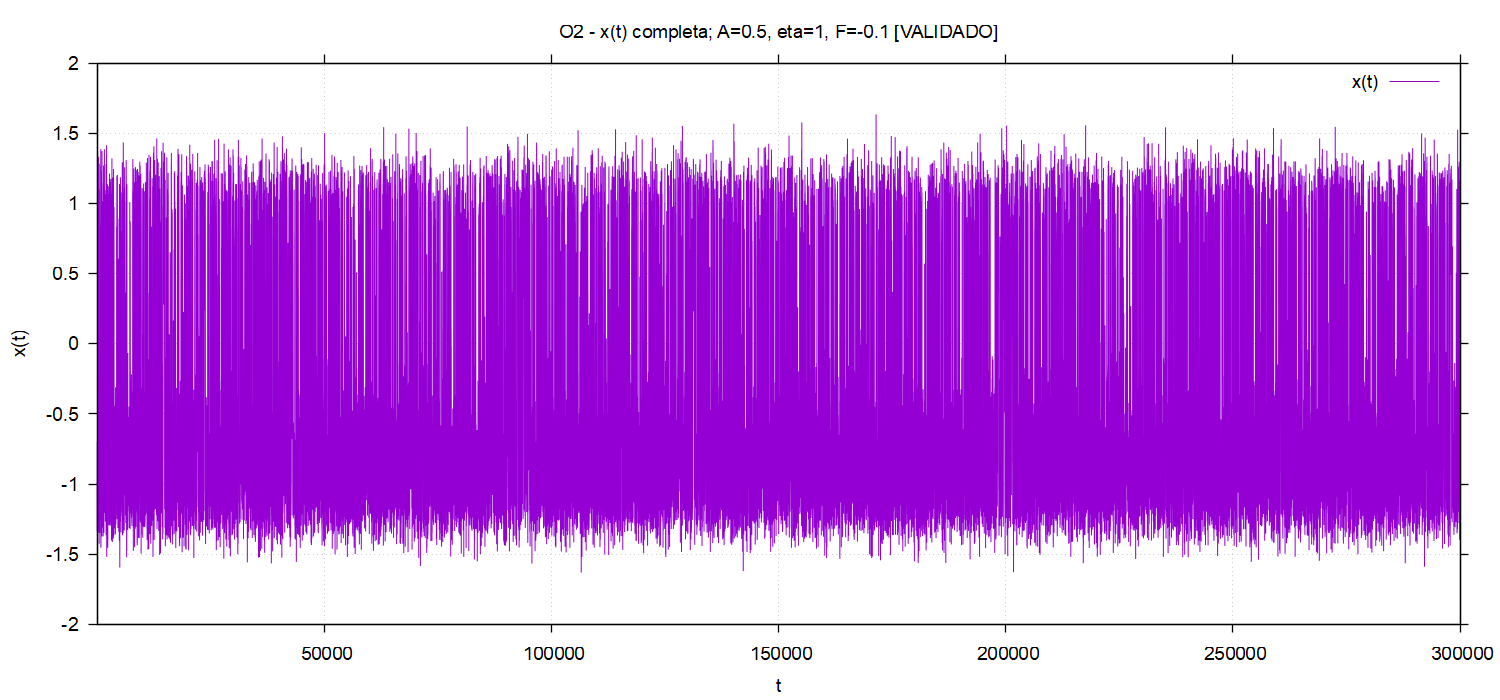 O2 - x(t) completa; A=0.5, eta=1, F=-0.1 [VALIDADO]
x(t)
2
1.5
1
0.5
0
-0.5
-1
-1.5
-2
x(t)
50000 100000 150000 200000 250000 300000
t